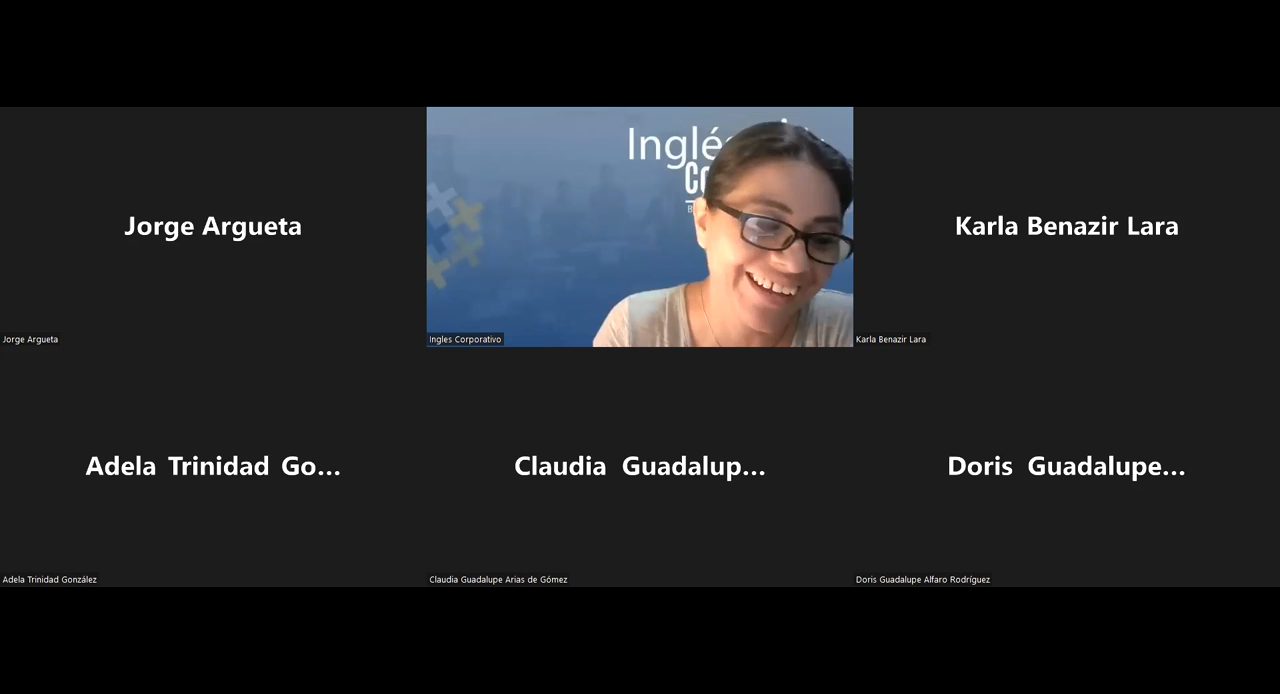 Jorge Argueta
Jorge Argueta
Inglés
Co
B
Ingles Corporativo
Karla Benazir Lara
Karla Benazir Lara
Adela Trinidad Go...
Adela Trinidad González
Claudia Guadalup...
Claudia Guadalupe Arias de Gómez
Doris Guadalupe...
Doris Guadalupe Alfaro Rodríguez